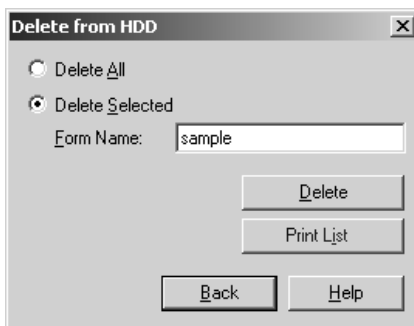 Delete from HDD
Delete All
Delete Selected
Form Name: sample
Delete
Print List
Back Help